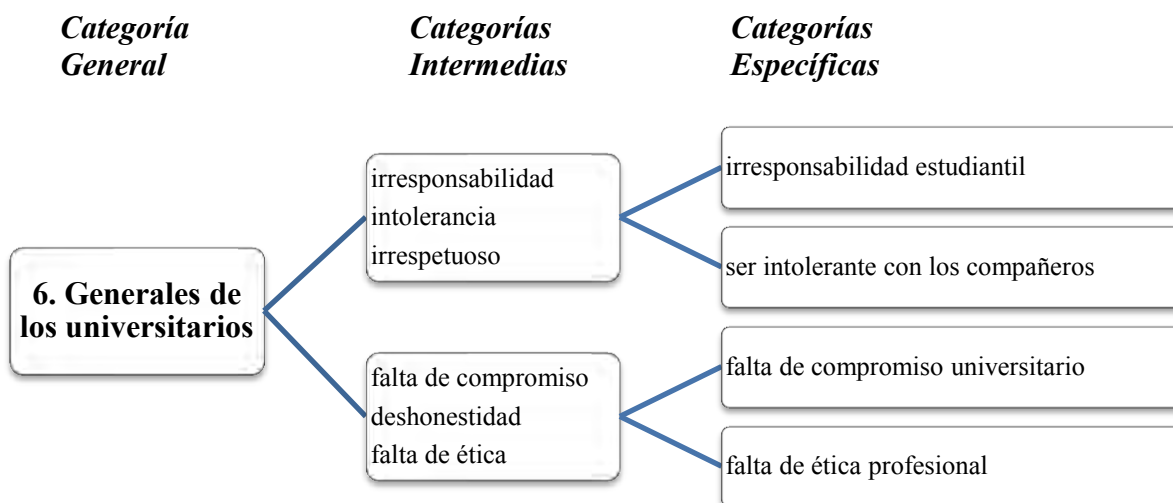 Categoría
General
Categorías
Intermedias
Categorías
Específicas
6. Generales de
los universitarios
irresponsabilidad
intolerancia
irrespetuoso
falta de compromiso
deshonestidad
falta de ética
irresponsabilidad estudiantil
ser intolerante con los compañeros
falta de compromiso universitario
falta de ética profesional